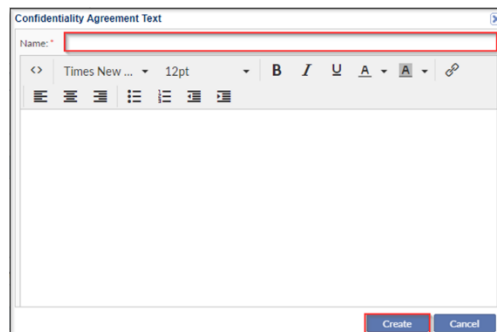 Confidentiality Agreement Text
Name: *
Times New ... 12pt B I U A A
Create Cancel